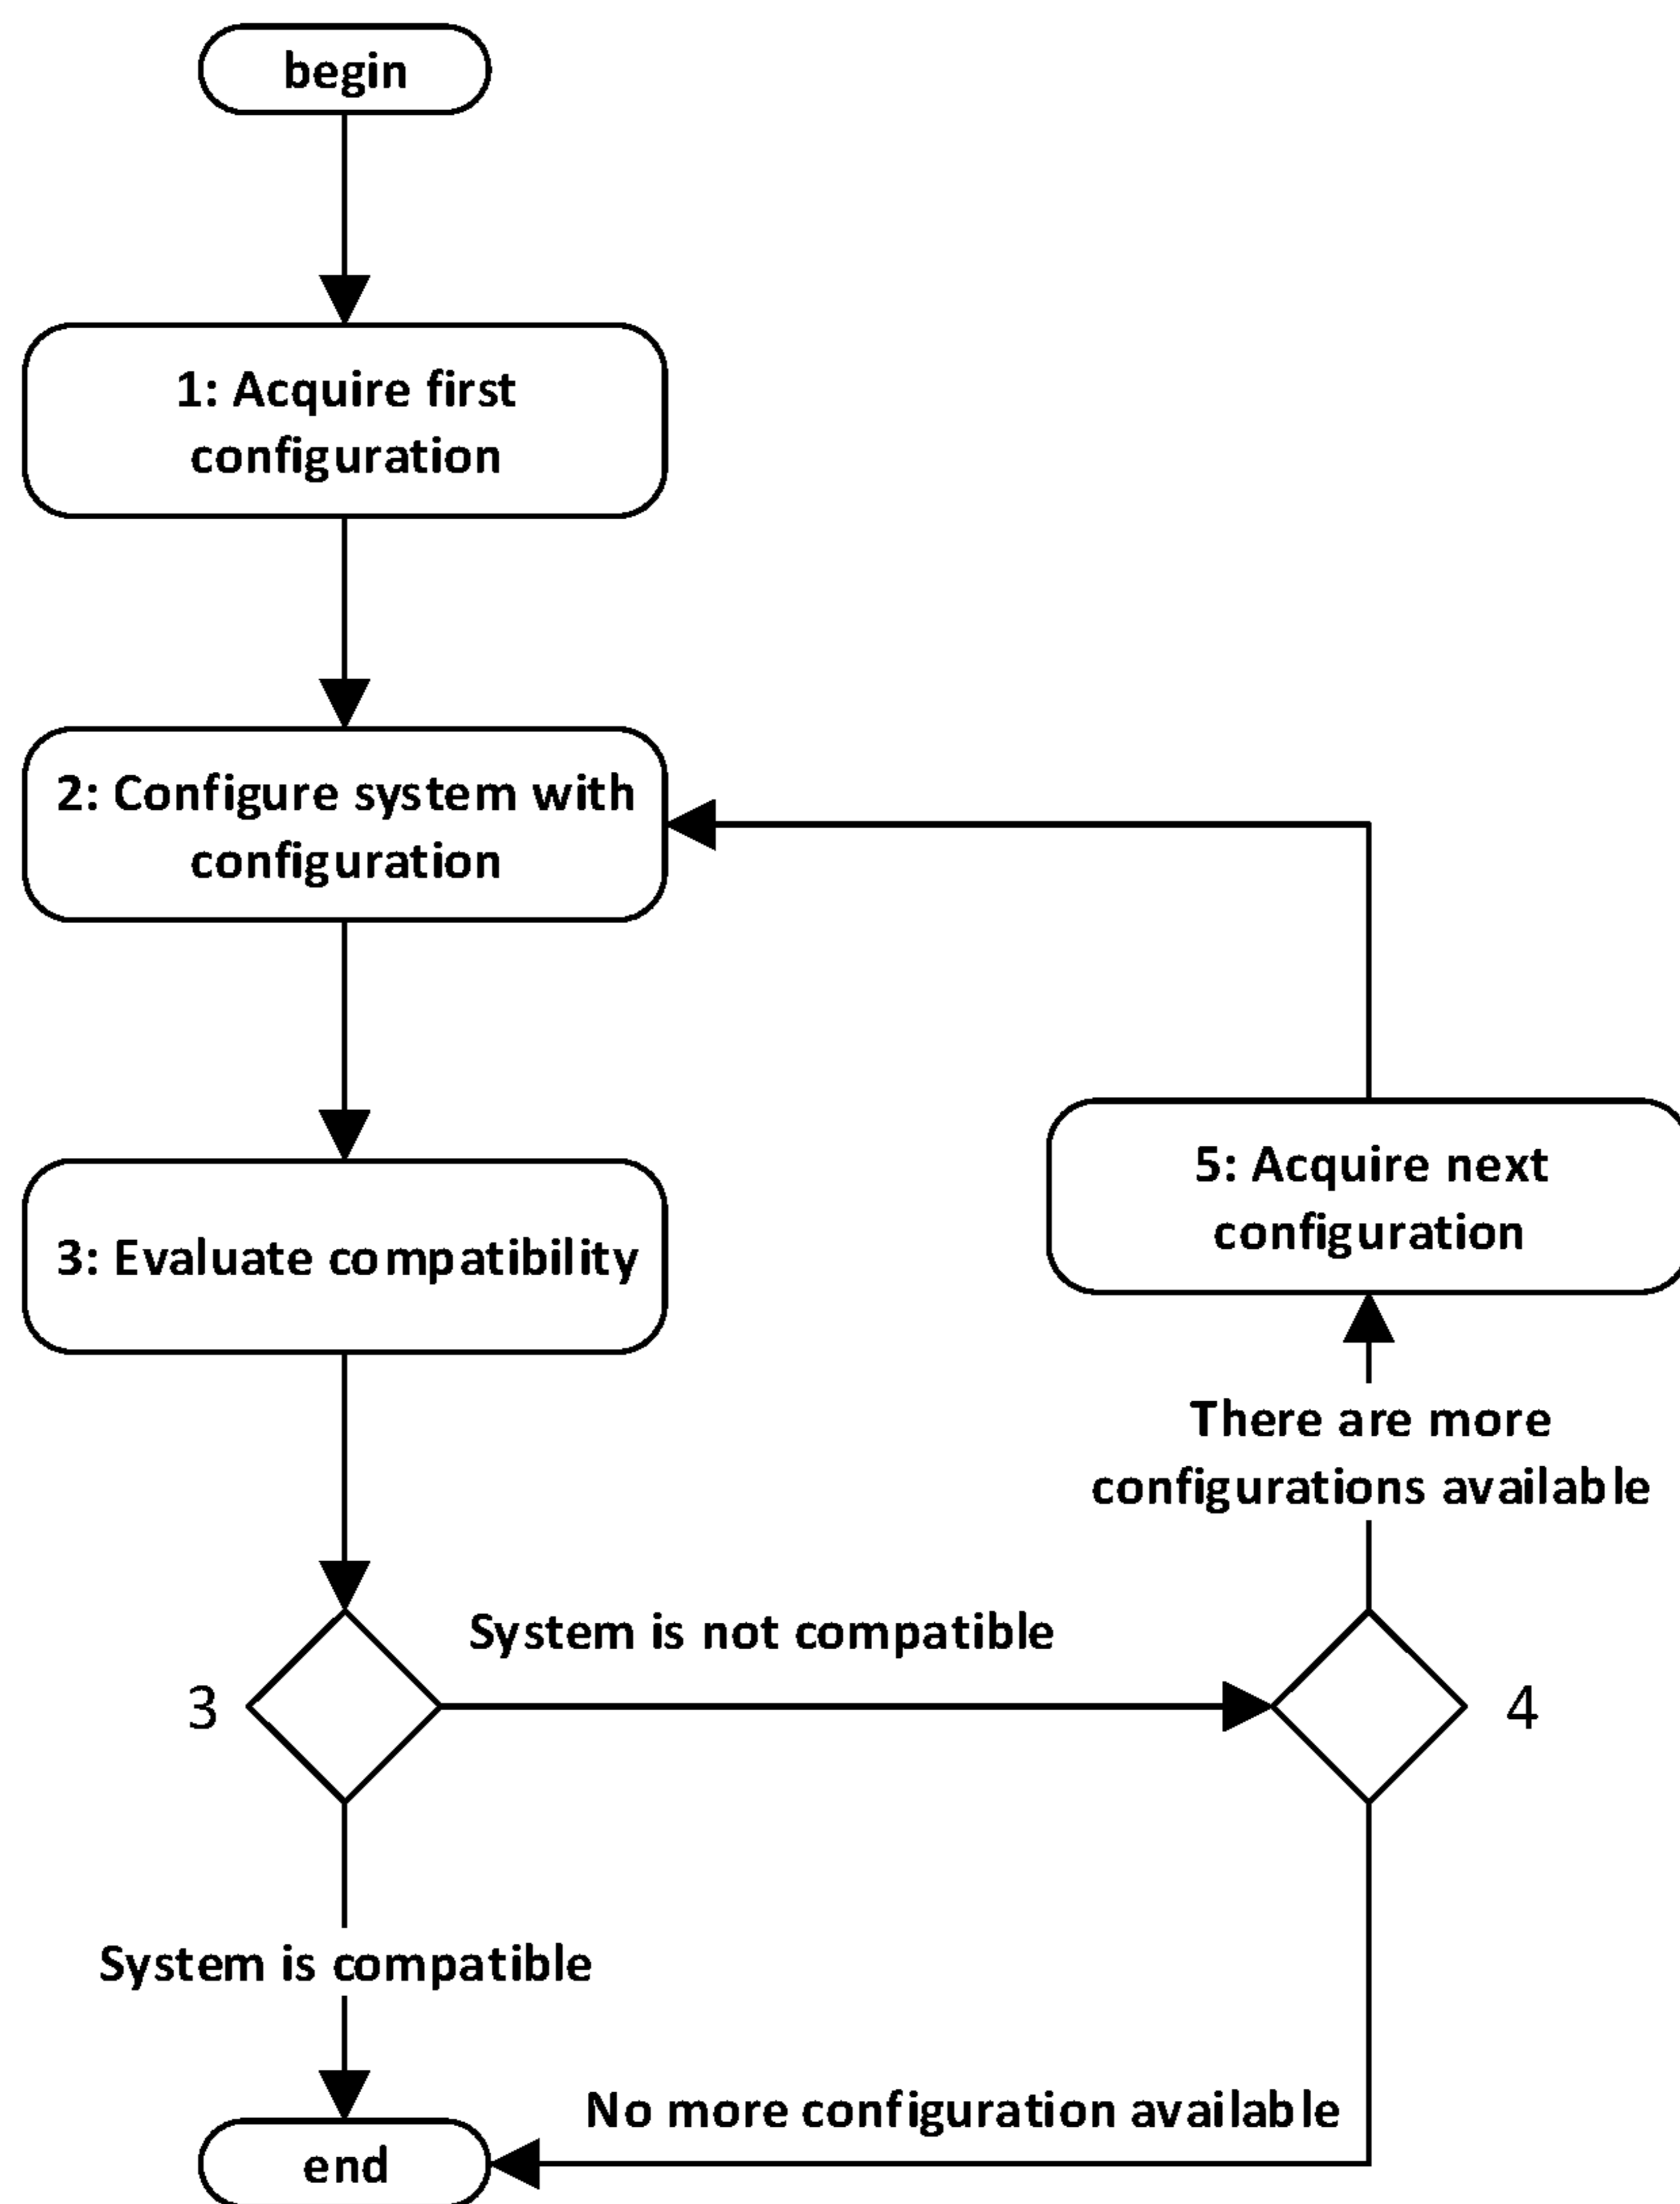 begin
1: Acquire first
configuration
2: Configure system with
configuration
3: Evaluate compatibility
5: Acquire next
configuration
There are more
configurations available
System is not compatible
3
4
System is compatible
No more configuration available
end